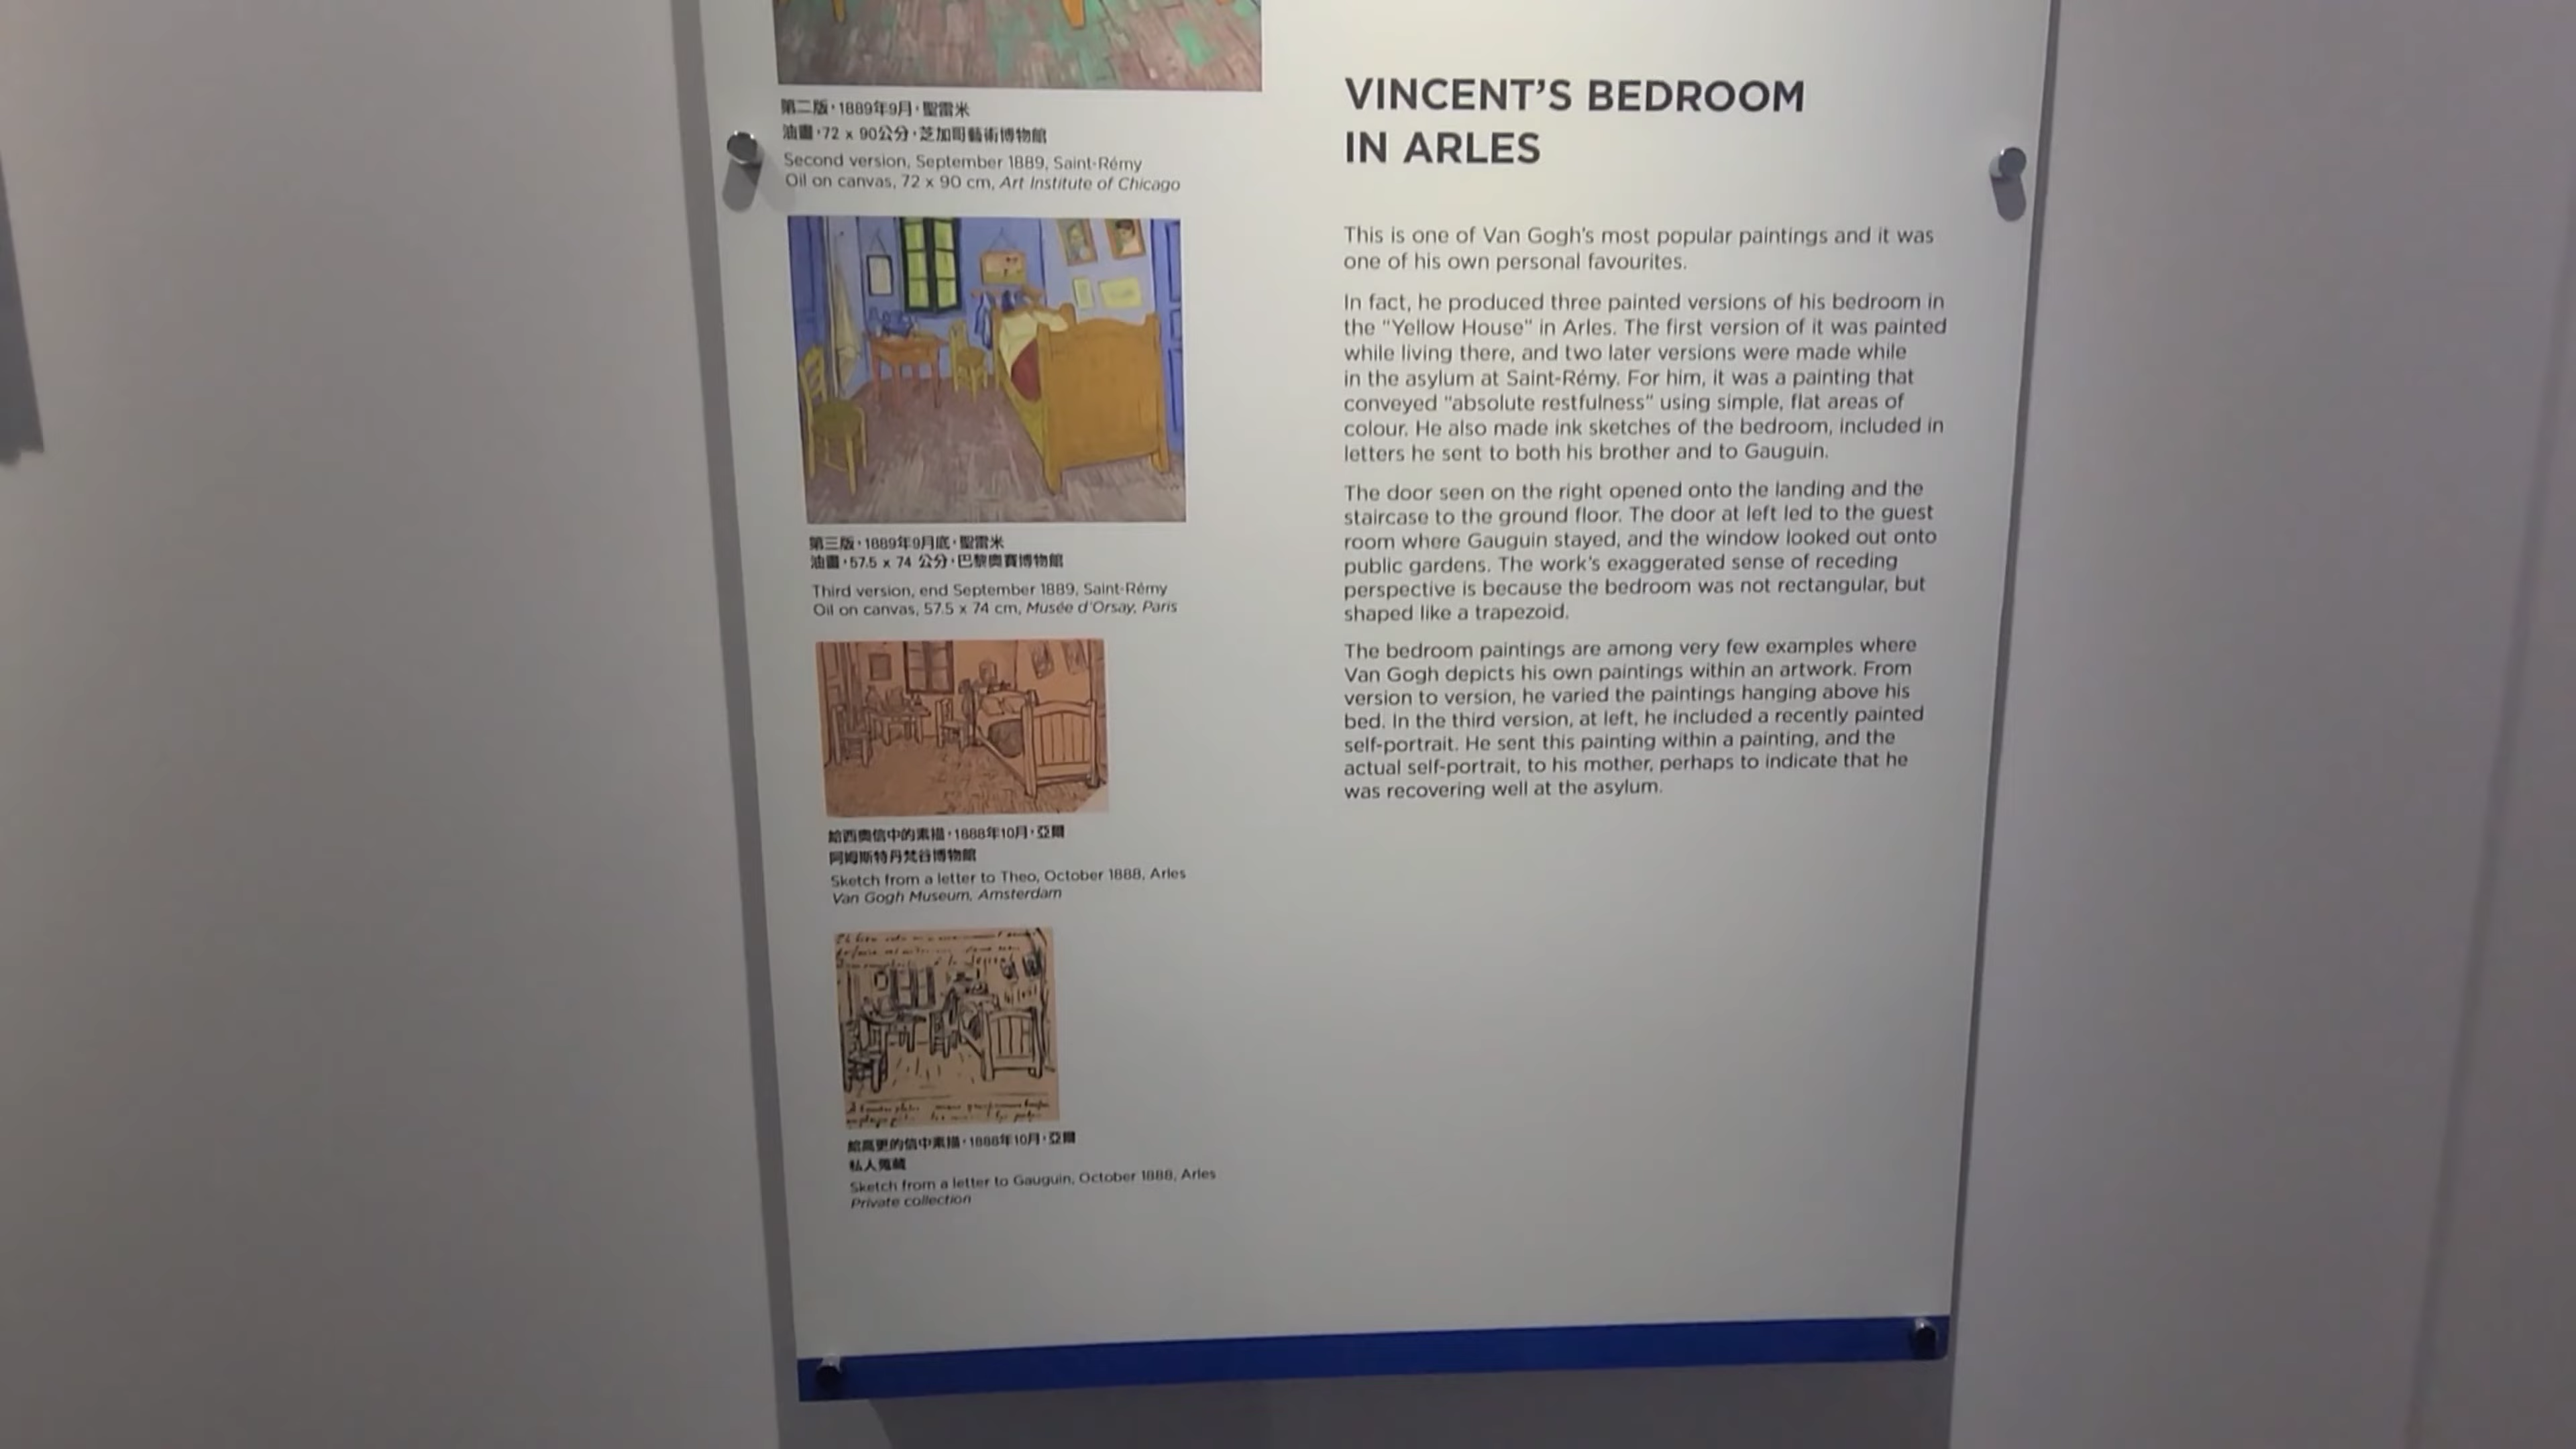 第二版，1889年9月，聖雷米
油畫，72 x 90公分，芝加哥藝術博物館
Second version, September 1889, Saint-Rémy
Oil on canvas, 72 x 90 cm, Art Institute of Chicago
第三版，1889年9月底，聖雷米
油畫，57.5 x 74 公分，巴黎奧賽博物館
Third version, end September 1889, Saint-Rémy
Oil on canvas, 57.5 x 74 cm, Musée d'Orsay, Paris
給西奧信中的素描，1888年10月，亞爾
阿姆斯特丹梵谷博物館
Sketch from a letter to Theo, October 1888, Arles
Van Gogh Museum, Amsterdam
給高更的信中素描，1888年10月，亞爾
私人蒐藏
Sketch from a letter to Gauguin, October 1888, Arles
Private collection
VINCENT'S BEDROOM
IN ARLES
This is one of Van Gogh's most popular paintings and it was
one of his own personal favourites.
In fact, he produced three painted versions of his bedroom in
the "Yellow House" in Arles. The first version of it was painted
while living there, and two later versions were made while
in the asylum at Saint-Rémy. For him, it was a painting that
conveyed "absolute restfulness" using simple, flat areas of
colour. He also made ink sketches of the bedroom, included in
letters he sent to both his brother and to Gauguin.
The door seen on the right opened onto the landing and the
staircase to the ground floor. The door at left led to the guest
room where Gauguin stayed, and the window looked out onto
public gardens. The work's exaggerated sense of receding
perspective is because the bedroom was not rectangular, but
shaped like a trapezoid.
The bedroom paintings are among very few examples where
Van Gogh depicts his own paintings within an artwork. From
version to version, he varied the paintings hanging above his
bed. In the third version, at left, he included a recently painted
self-portrait. He sent this painting within a painting, and the
actual self-portrait, to his mother, perhaps to indicate that he
was recovering well at the asylum.